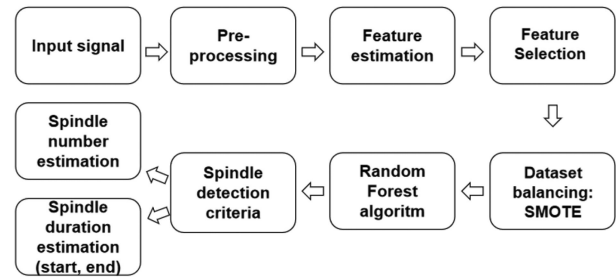 Input signal
Pre-
processing
Feature
estimation
Feature
Selection
Spindle
number
estimation
Spindle
duration
estimation
(start, end)
Spindle
detection
criteria
Random
Forest
algoritm
Dataset
balancing:
SMOTE